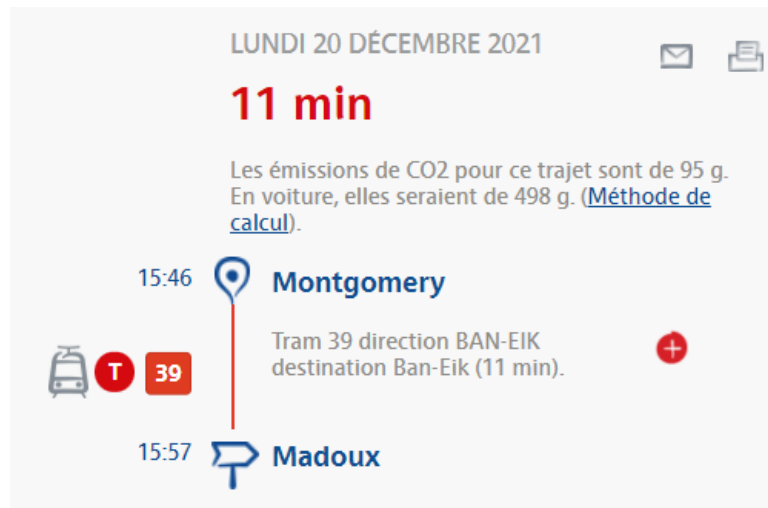 LUNDI 20 DÉCEMBRE 2021
11 min
Les émissions de CO2 pour ce trajet sont de 95 g.
En voiture, elles seraient de 498 g. (Méthode de
calcul).
15:46 Montgomery
Tram 39 direction BAN-EIK
destination Ban-Eik (11 min).
T 39
15:57 Madoux